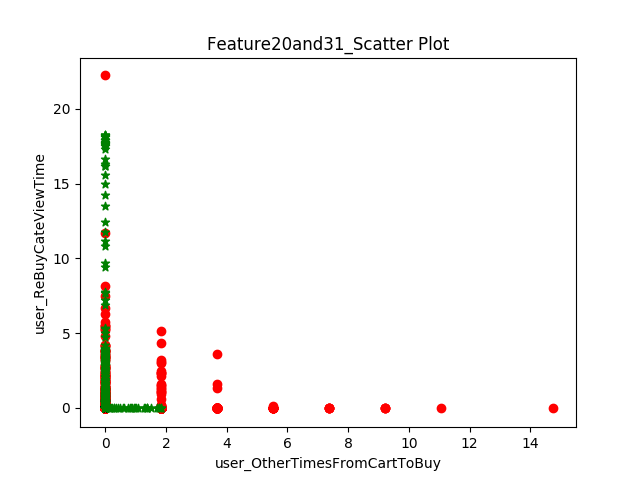 Feature20and31_Scatter Plot
20
15
10
5
0
user_ReBuyCateViewTime
0 2 4 6 8 10 12 14
user_OtherTimesFromCartToBuy